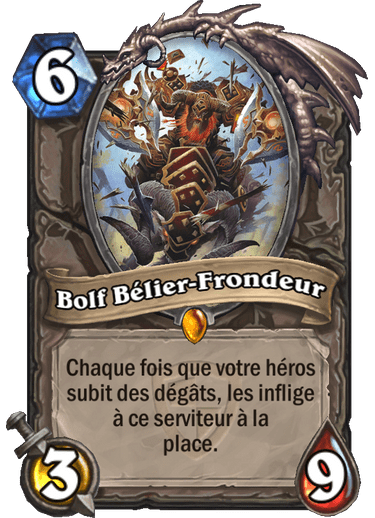 6
Bolf Bélier-Frondeur
Chaque fois que votre héros
subit des dégâts, les inflige
à ce serviteur à la
place.
3
9